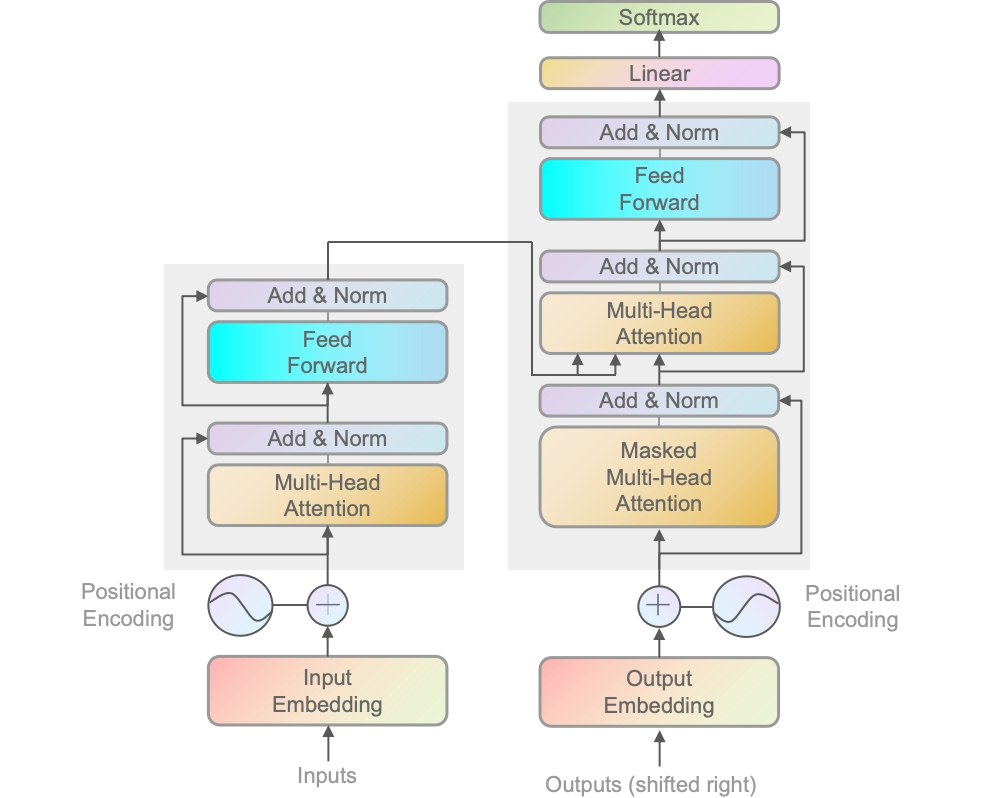 Softmax
Linear
Add & Norm
Feed
Forward
Add & Norm
Multi-Head
Attention
Add & Norm
Masked
Multi-Head
Attention
Add & Norm
Feed
Forward
Add & Norm
Multi-Head
Attention
Positional
Encoding
Positional
Encoding
Input
Embedding
Output
Embedding
Inputs
Outputs (shifted right)